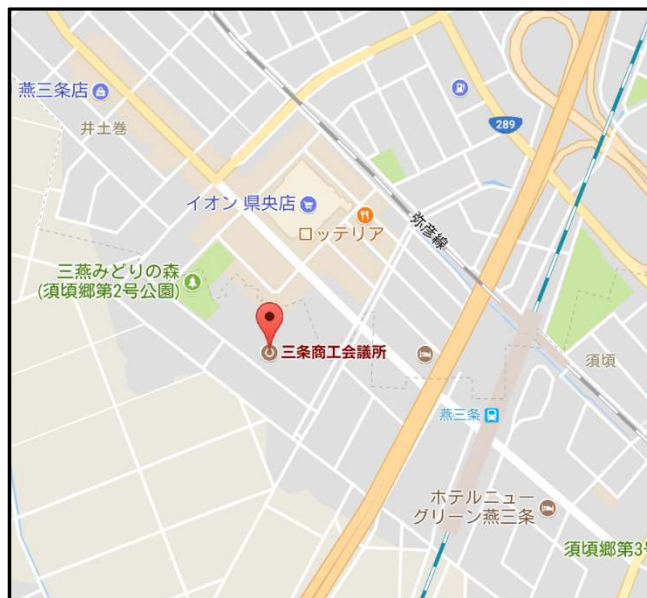 燕三条店
井土巻
289
イオン 県央店
ロッテリア
弥彦線
三燕みどりの森
(須頃郷第2号公園)
三条商工会議所
須頃
燕三条
ホテルニュー
グリーン燕三条
須頃郷第3